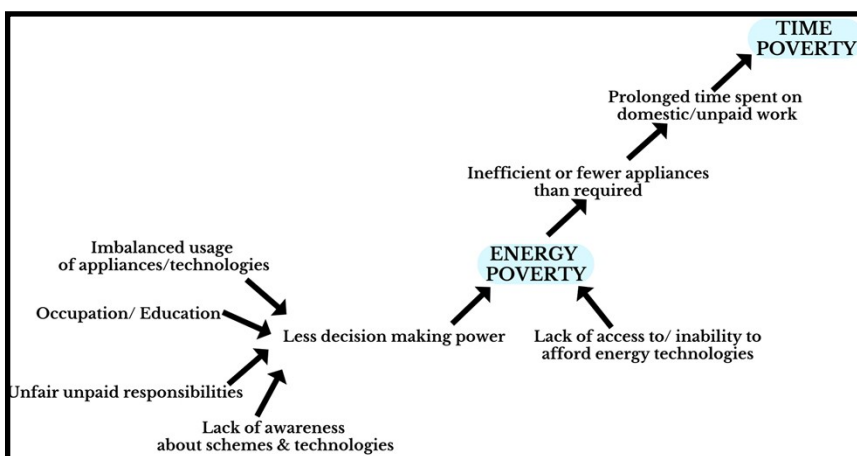 TIME
POVERTY
Prolonged time spent on
domestic/unpaid work
Inefficient or fewer appliances
than required
ENERGY
POVERTY
Imbalanced usage
of appliances/technologies
Occupation/ Education
Less decision making power
Lack of access to/ inability to
afford energy technologies
Unfair unpaid responsibilities
Lack of awareness
about schemes & technologies